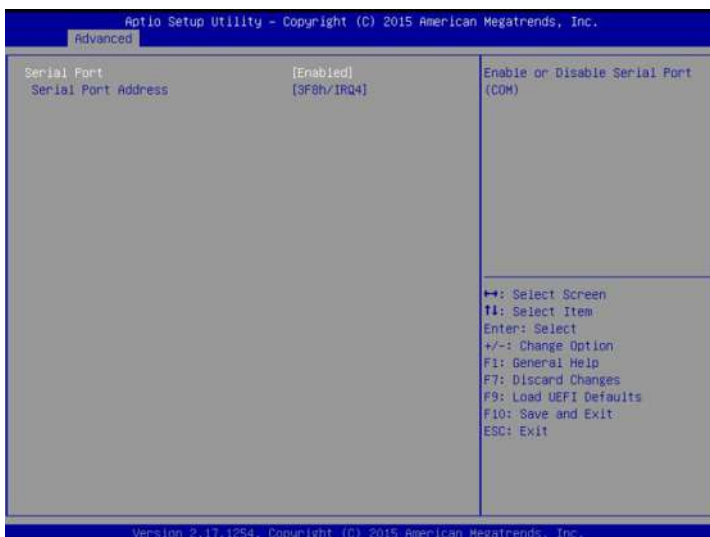 Aptio Setup Utility – Copyright (C) 2015 American Megatrends, Inc.
Advanced
Serial Port [Enabled]
Serial Port Address [3F8h/IRQ4]
Enable or Disable Serial Port
(COM)
↔: Select Screen
↑↓: Select Item
Enter: Select
+/-: Change Option
F1: General Help
F7: Discard Changes
F9: Load UEFI Defaults
F10: Save and Exit
ESC: Exit
Version 2.17.1254. Copyright (C) 2015 American Megatrends, Inc.